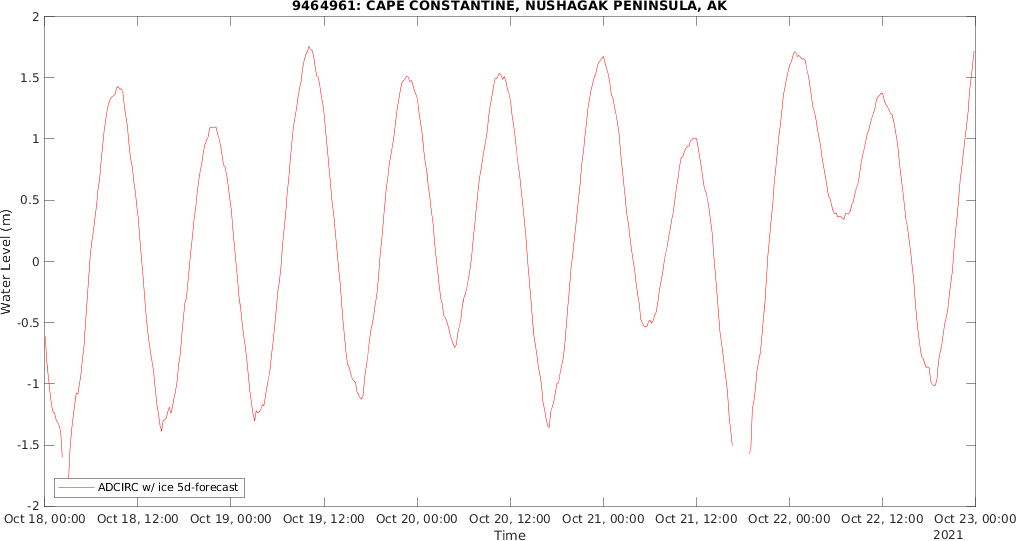 9464961: CAPE CONSTANTINE, NUSHAGAK PENINSULA, AK
2
1.5
1
0.5
0
-0.5
-1
-1.5
-2
Water Level (m)
ADCIRC w/ ice 5d-forecast
Oct 18, 00:00 Oct 18, 12:00 Oct 19, 00:00 Oct 19, 12:00 Oct 20, 00:00 Oct 20, 12:00 Oct 21, 00:00 Oct 21, 12:00 Oct 22, 00:00 Oct 22, 12:00 Oct 23, 00:00
Time
2021